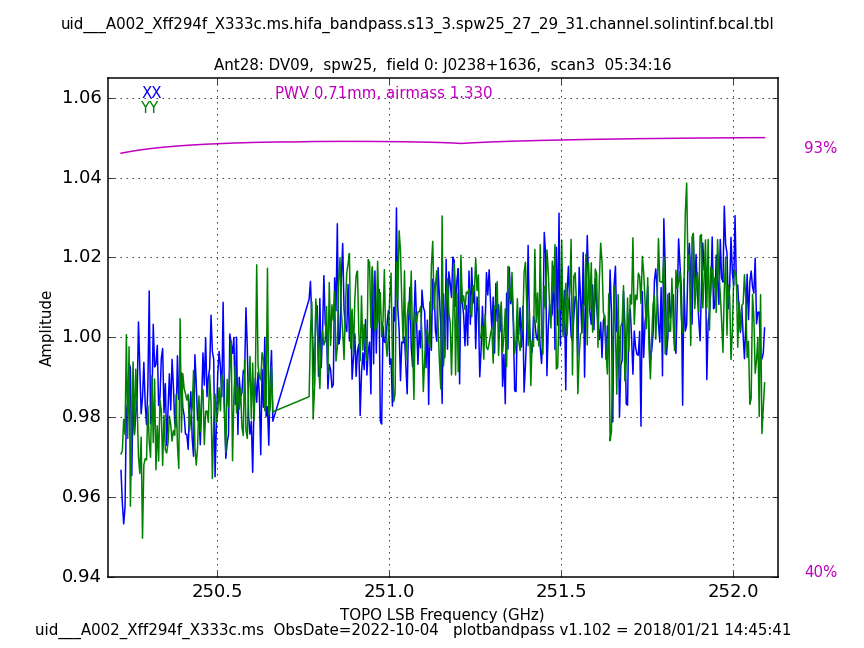 uid___A002_Xff294f_X333c.ms.hifa_bandpass.s13_3.spw25_27_29_31.channel.solintinf.bcal.tbl
Ant28: DV09,  spw25,  field 0: J0238+1636,  scan3  05:34:16
XX
YY
PWV 0.71mm, airmass 1.330
1.06
1.04
1.02
1.00
0.98
0.96
0.94
Amplitude
93%
40%
250.5 251.0 251.5 252.0
TOPO LSB Frequency (GHz)
uid___A002_Xff294f_X333c.ms  ObsDate=2022-10-04   plotbandpass v1.102 = 2018/01/21 14:45:41